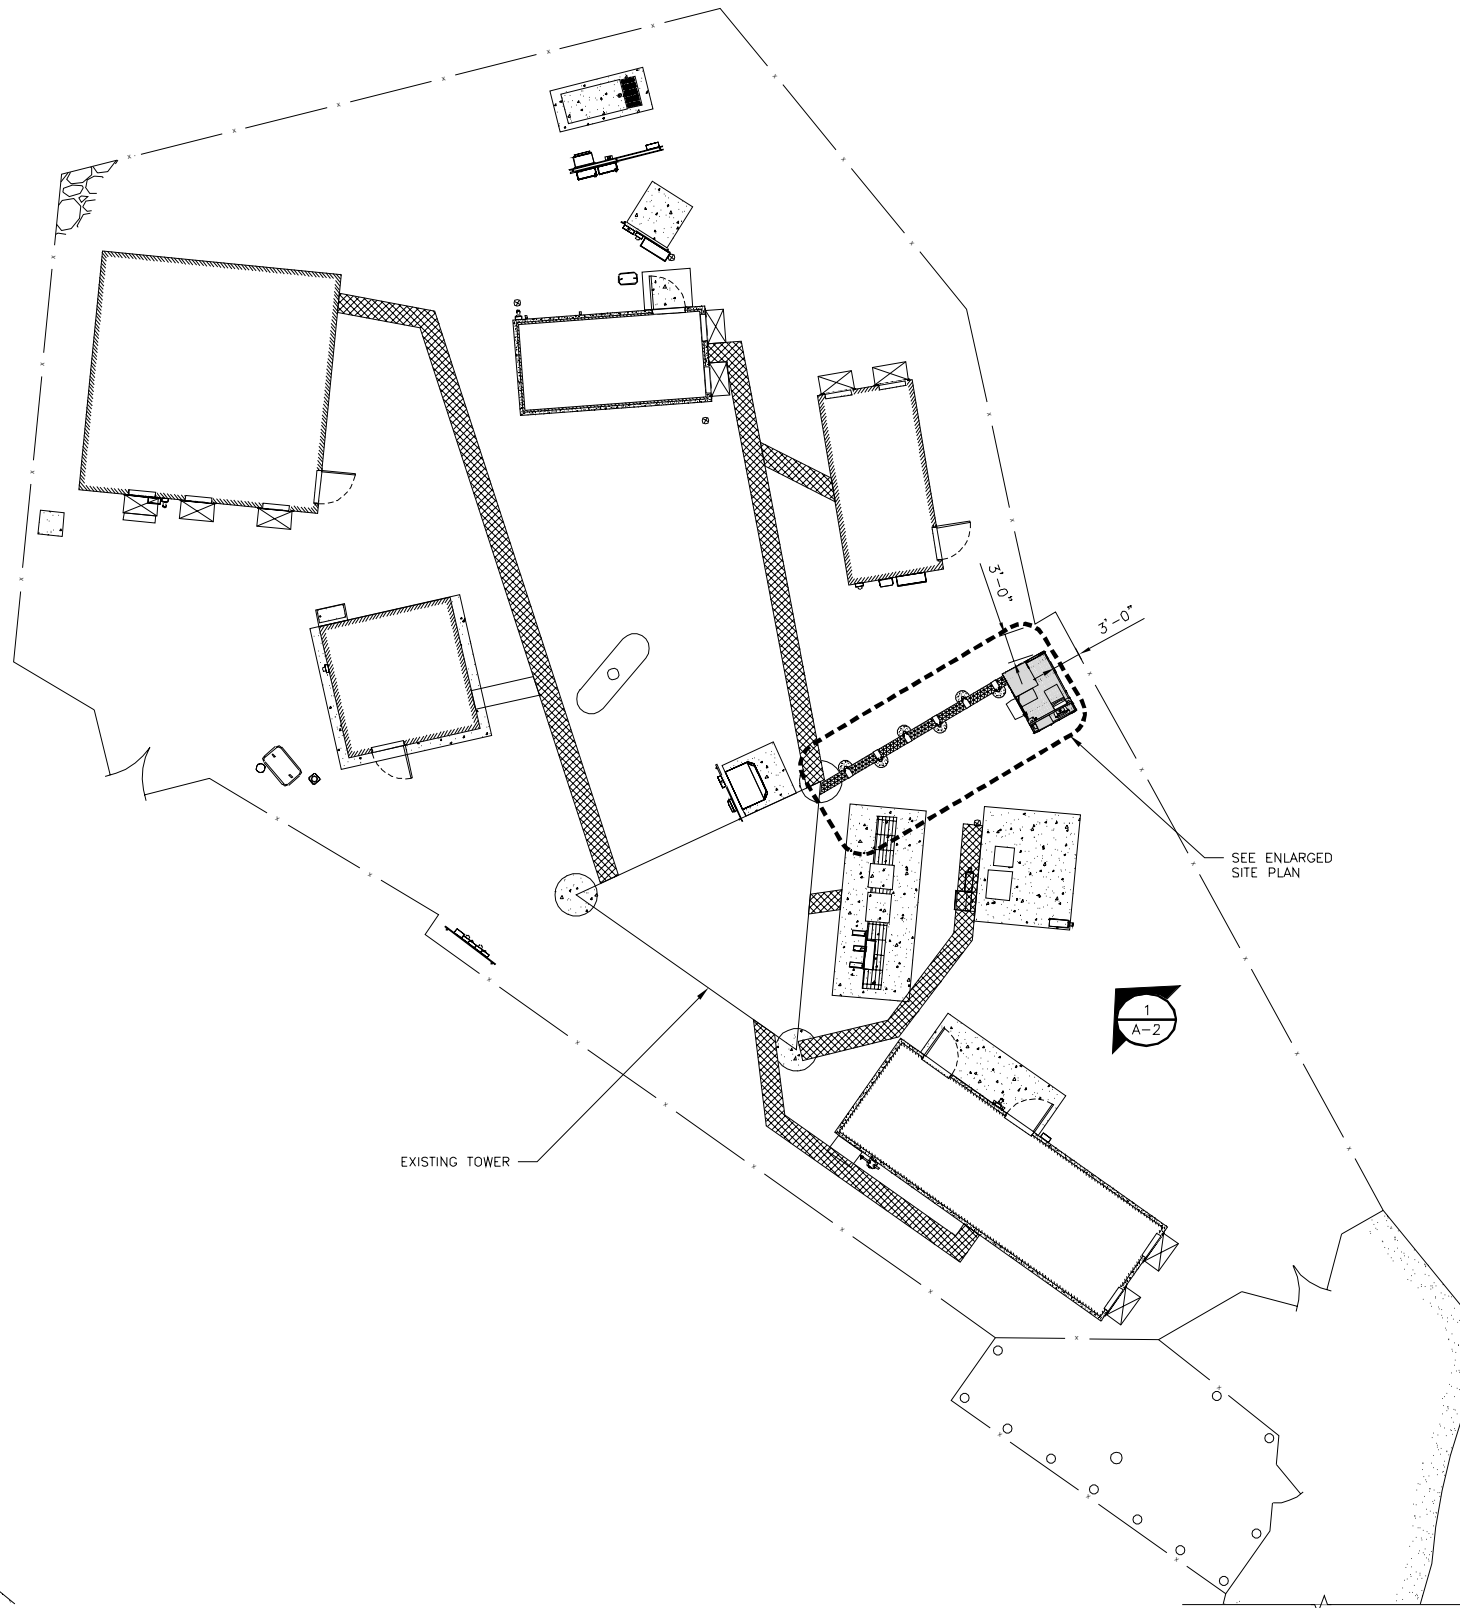 3'-0"
3'-0"
SEE ENLARGED
SITE PLAN
1
A-2
EXISTING TOWER